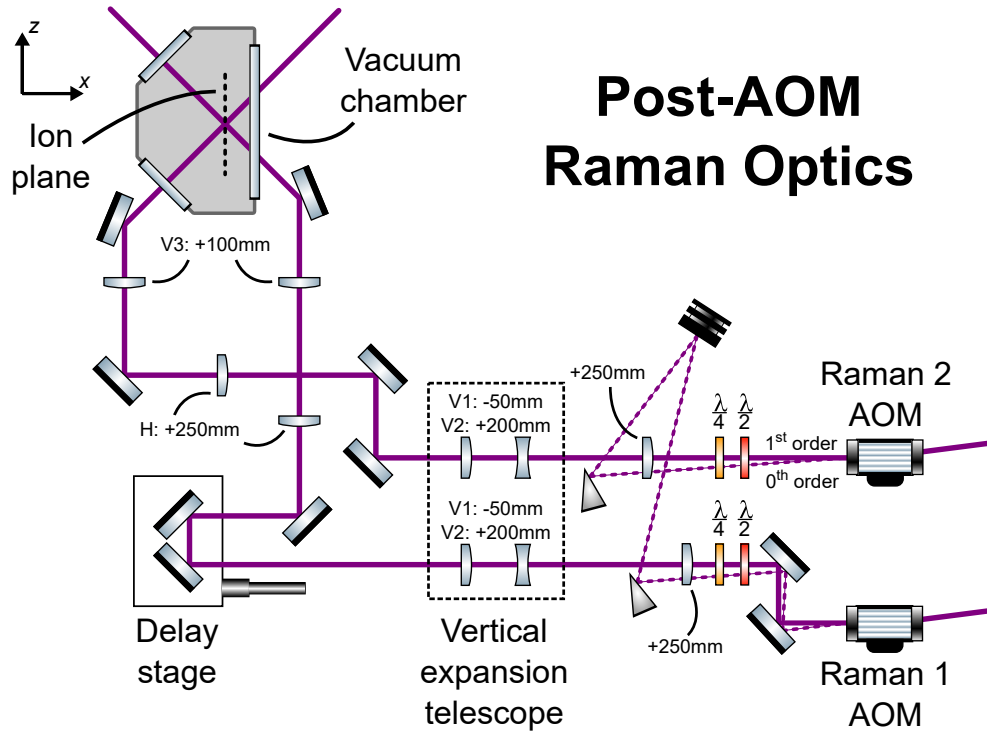 z
x
Ion
plane
Vacuum
chamber
Post-AOM
Raman Optics
V3: +100mm
H: +250mm
V1: -50mm
V2: +200mm
+250mm
λ/4
λ/2
1st order
0th order
Raman 2
AOM
V1: -50mm
V2: +200mm
λ/4
λ/2
+250mm
Delay
stage
Vertical
expansion
telescope
Raman 1
AOM